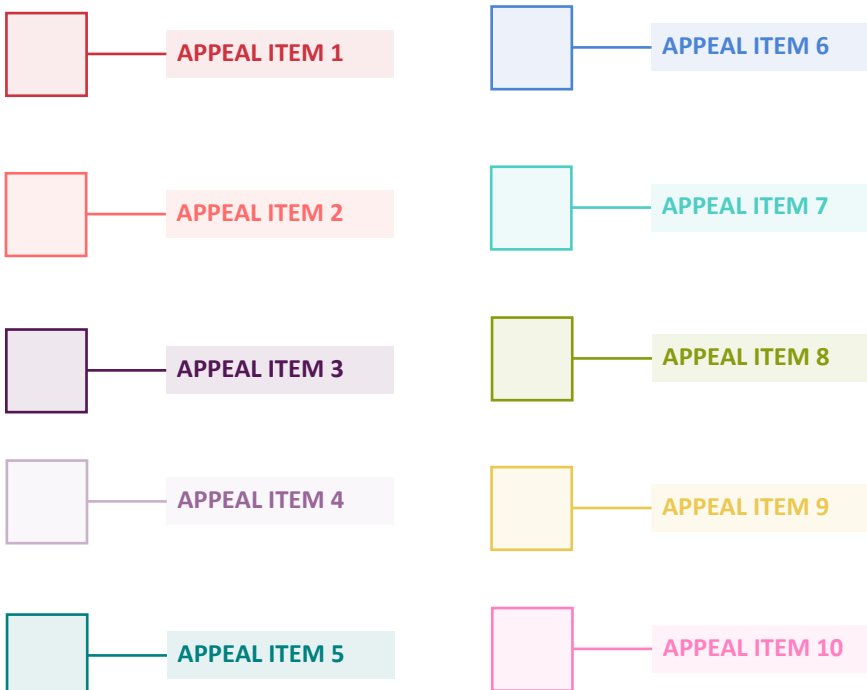 APPEAL ITEM 1
APPEAL ITEM 2
APPEAL ITEM 3
APPEAL ITEM 4
APPEAL ITEM 5
APPEAL ITEM 6
APPEAL ITEM 7
APPEAL ITEM 8
APPEAL ITEM 9
APPEAL ITEM 10